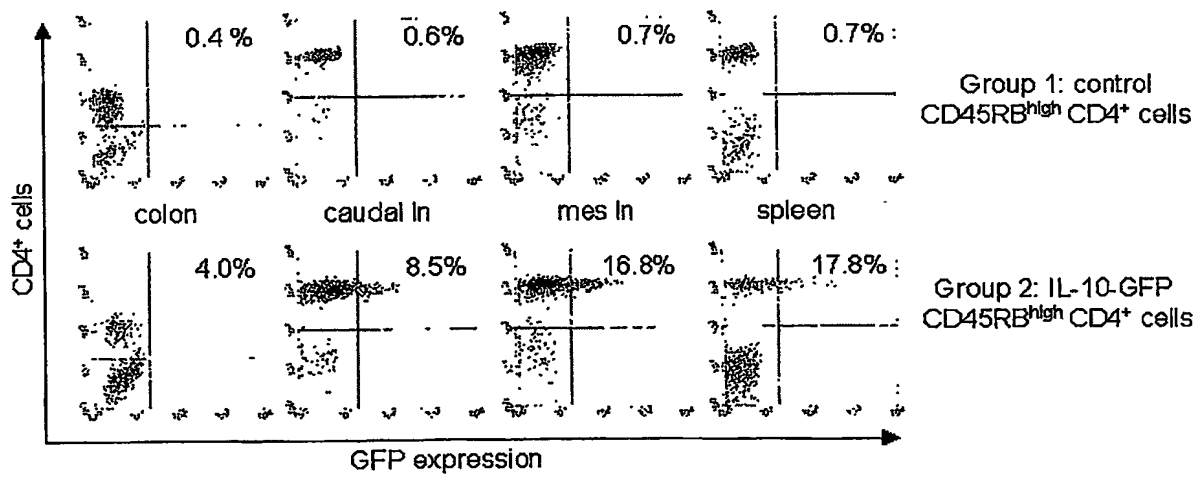 0.4 %
0.6%
0.7%
0.7%
Group 1: control
CD45RBhigh CD4+ cells
colon
caudal ln
mes ln
spleen
CD4+ cells
4.0%
8.5%
16.8%
17.8%
Group 2: IL-10-GFP
CD45RBhigh CD4+ cells
GFP expression